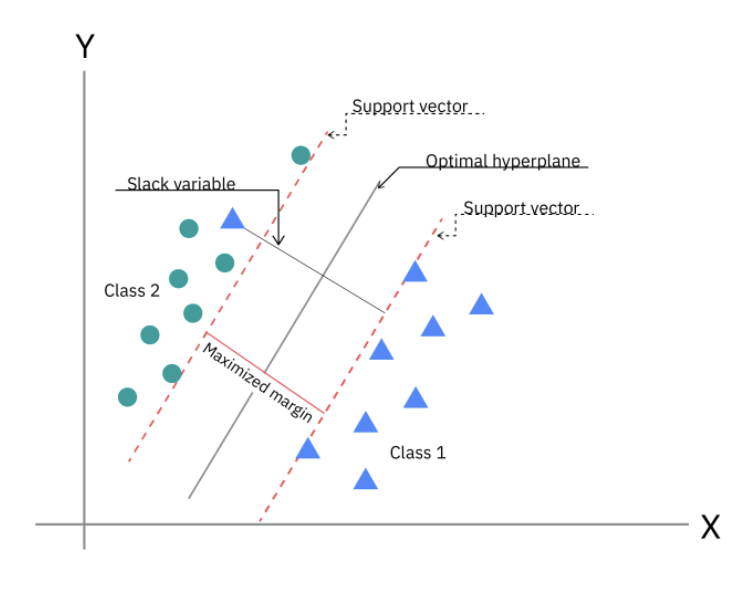 Y
Support vector
Optimal hyperplane
Slack variable
Support vector
Class 2
Maximized margin
Class 1
X